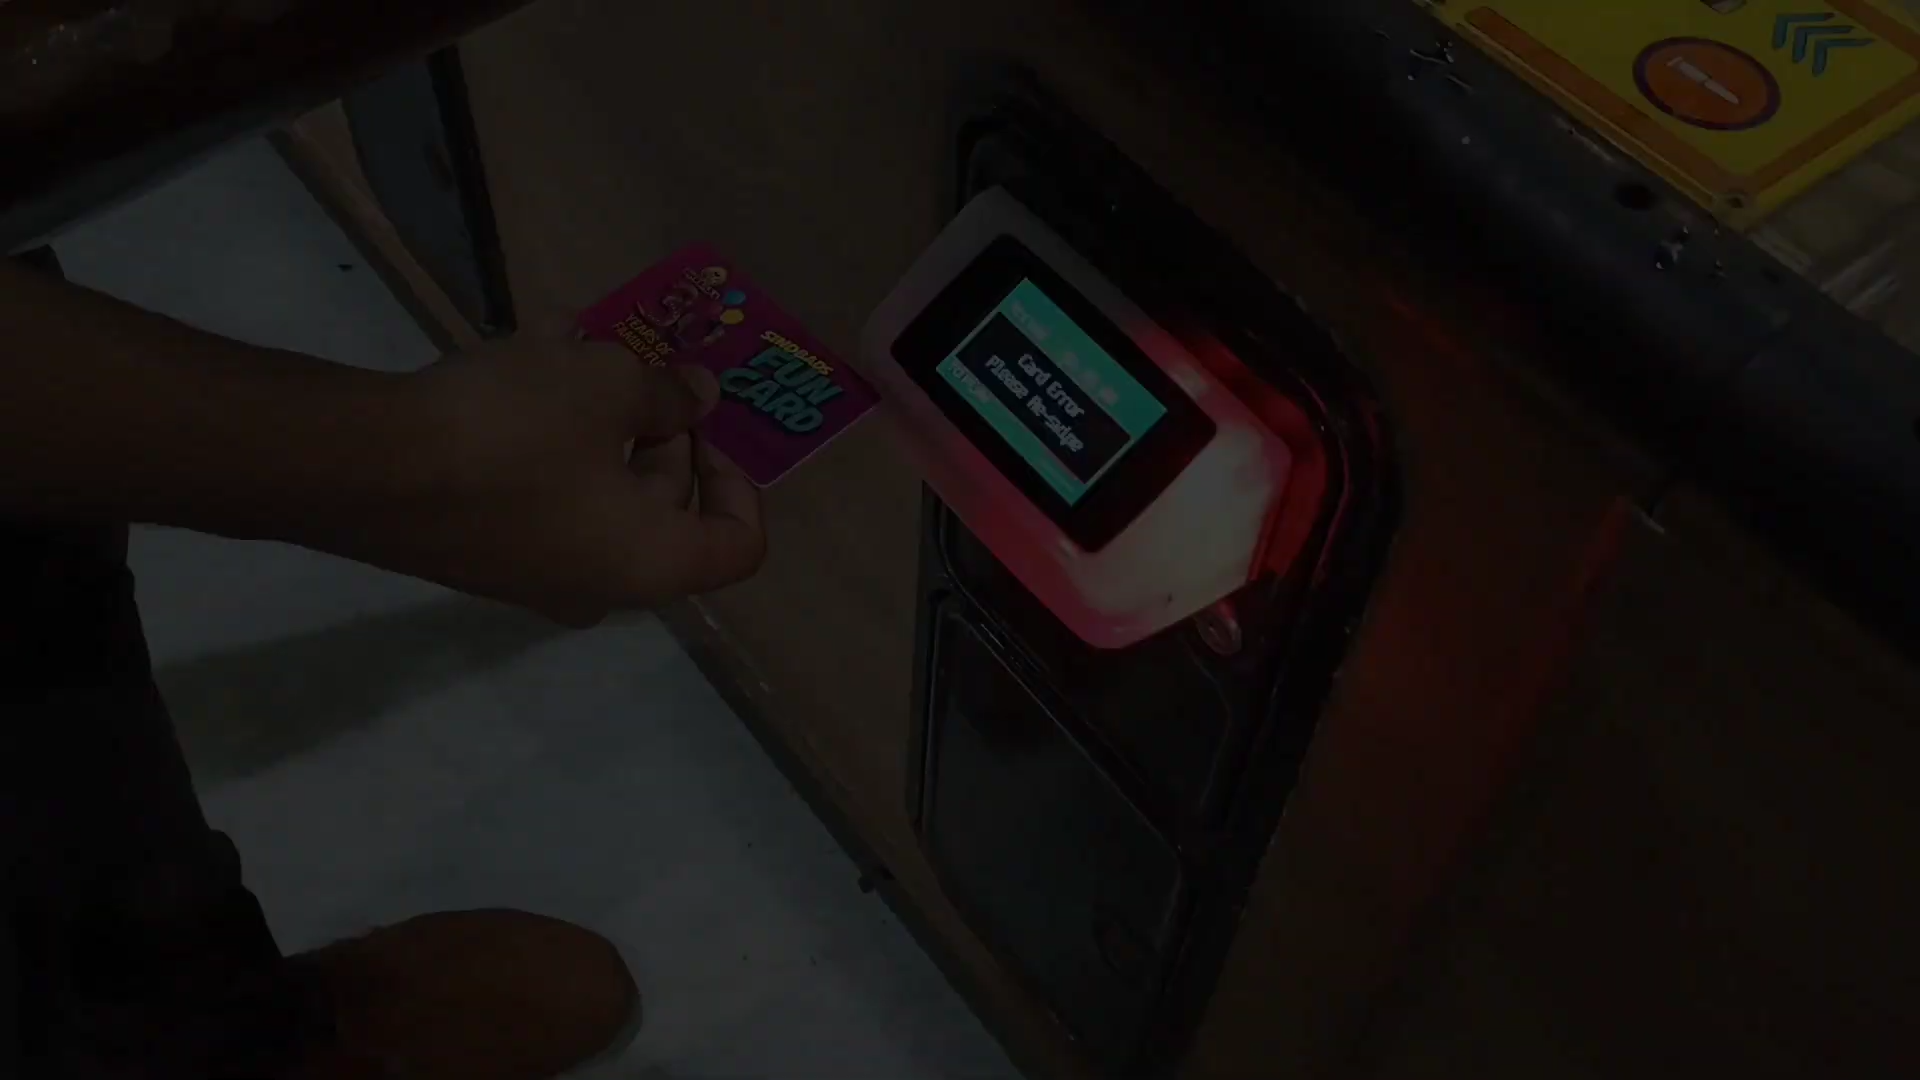 YEARS OF
FAMILY FUN
SINDBADS
FUN
CARD
Card Error
Please Re-swipe